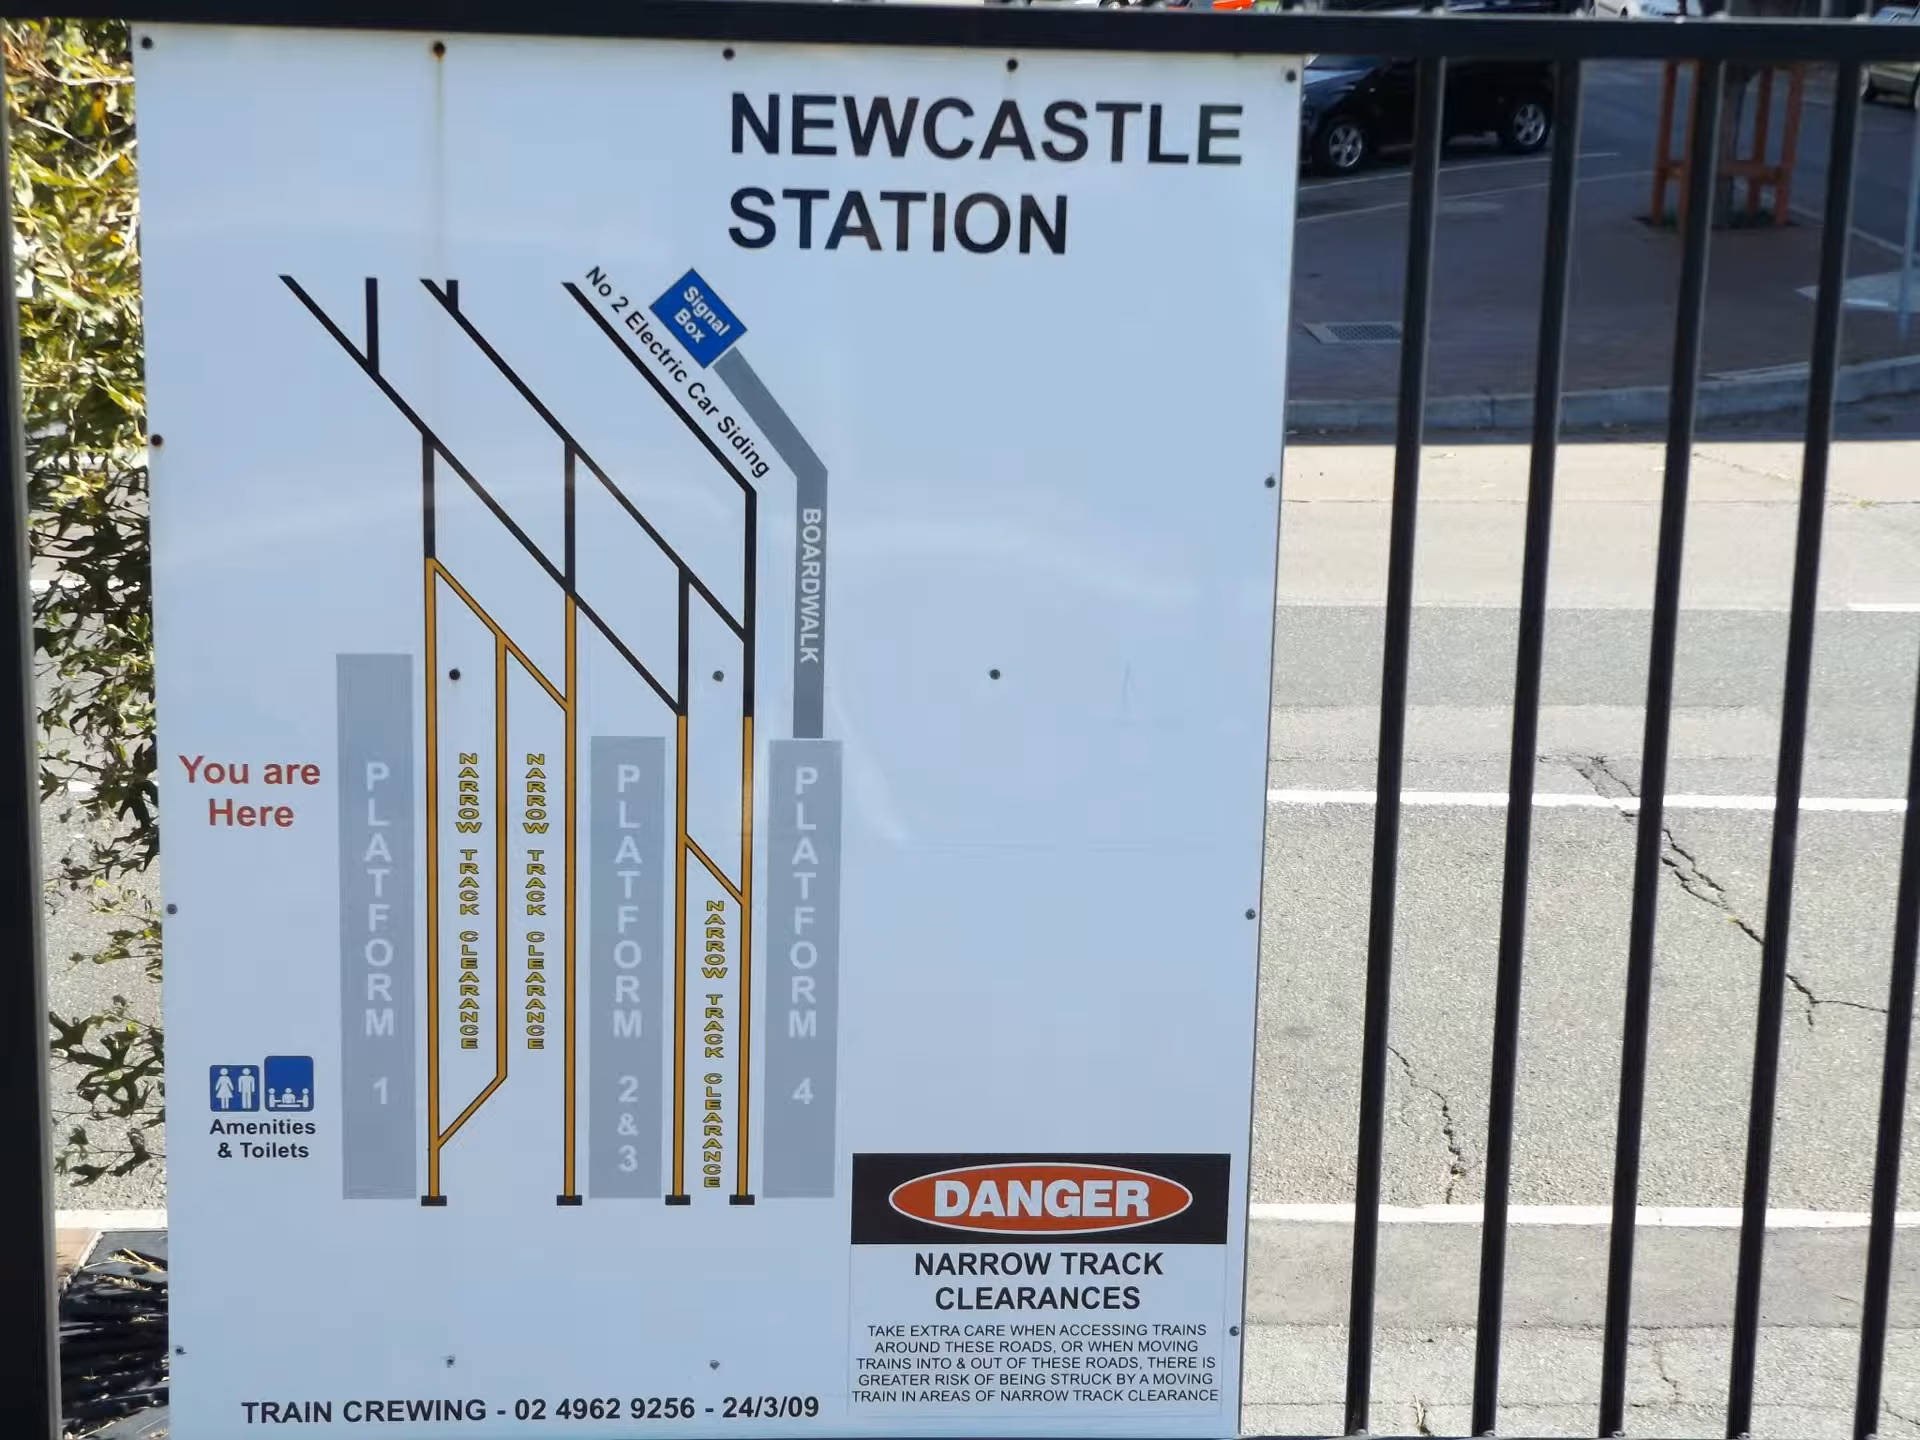 NEWCASTLE
STATION
No 2 Electric Car Siding
Signal
Box
BOARDWALK
You are
Here
PLATFORM 1
NARROW TRACK CLEARANCE
NARROW TRACK CLEARANCE
PLATFORM 2&3
NARROW TRACK CLEARANCE
PLATFORM 4
Amenities
& Toilets
DANGER
NARROW TRACK
CLEARANCES
TAKE EXTRA CARE WHEN ACCESSING TRAINS
AROUND THESE ROADS, OR WHEN MOVING
TRAINS INTO & OUT OF THESE ROADS, THERE IS
GREATER RISK OF BEING STRUCK BY A MOVING
TRAIN IN AREAS OF NARROW TRACK CLEARANCE
TRAIN CREWING - 02 4962 9256 - 24/3/09